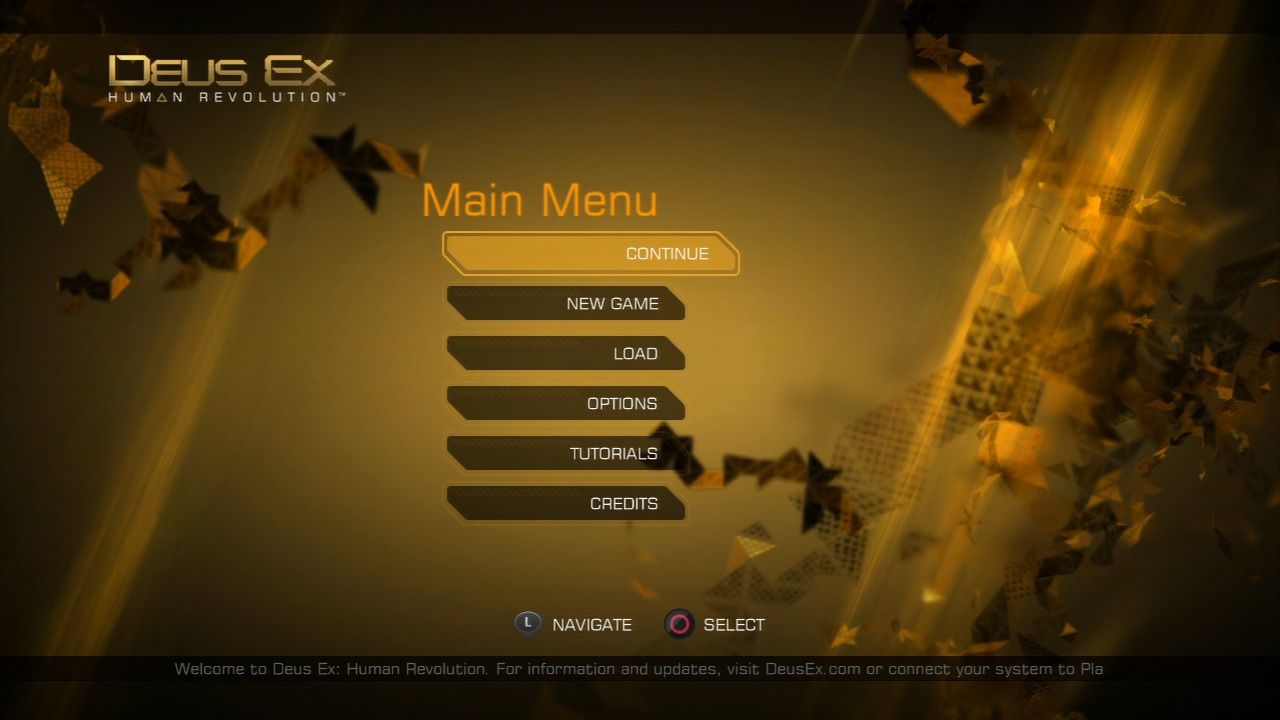 DEUS EX
HUMAN REVOLUTION™
Main Menu
CONTINUE
NEW GAME
LOAD
OPTIONS
TUTORIALS
CREDITS
L NAVIGATE SELECT
Welcome to Deus Ex: Human Revolution. For information and updates, visit DeusEx.com or connect your system to Pla